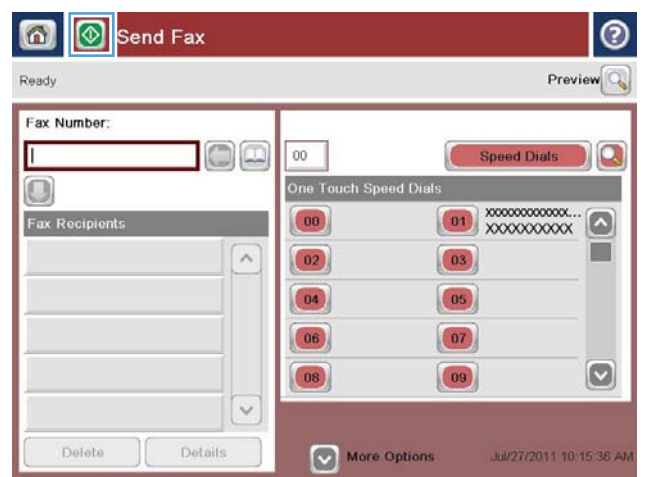 Send Fax
Ready
Preview
Fax Number:
00
Speed Dials
One Touch Speed Dials
Fax Recipients
00
01
XXXXXXXXXXXXX...
XXXXXXXXXX
02
03
04
05
06
07
08
09
Delete
Details
More Options
Jul/27/2011 10:15:36 AM